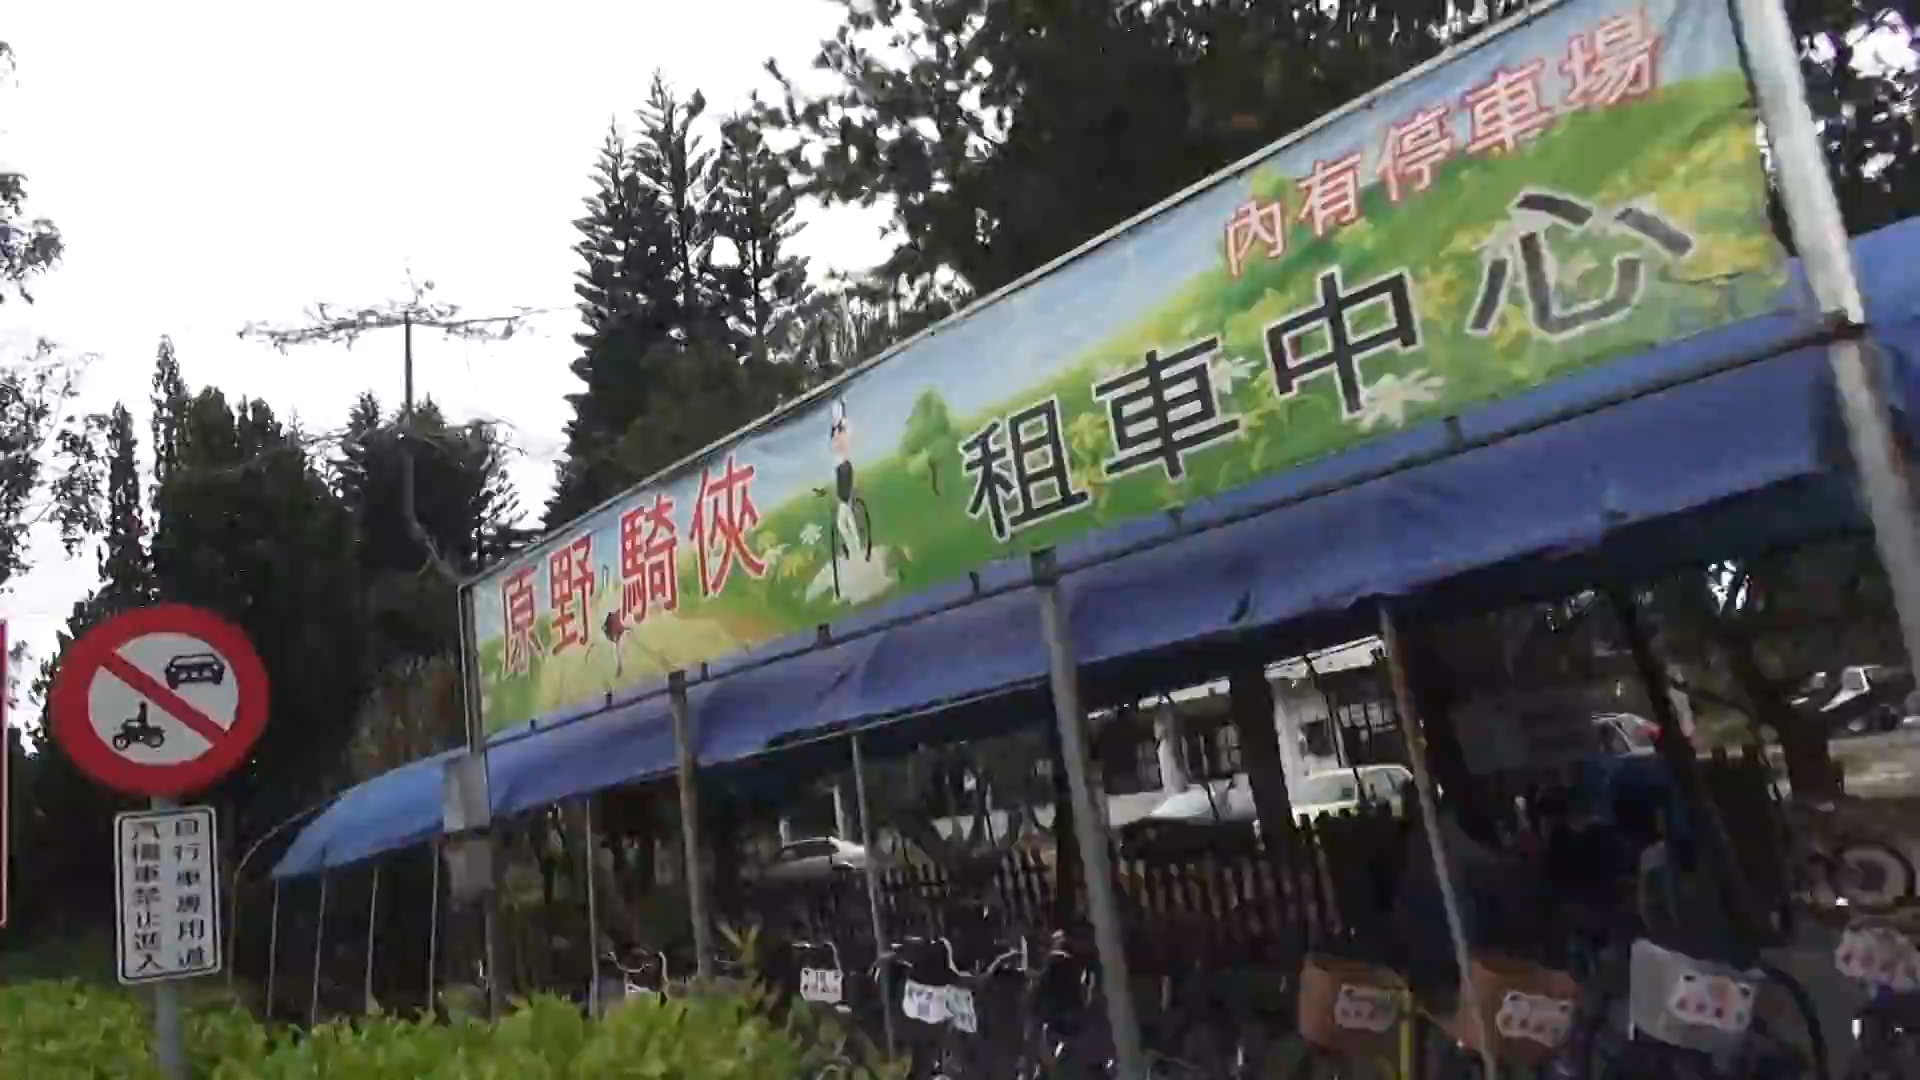 內有停車場
原野騎俠 租車中心
自行車專用道
汽機車禁止進入